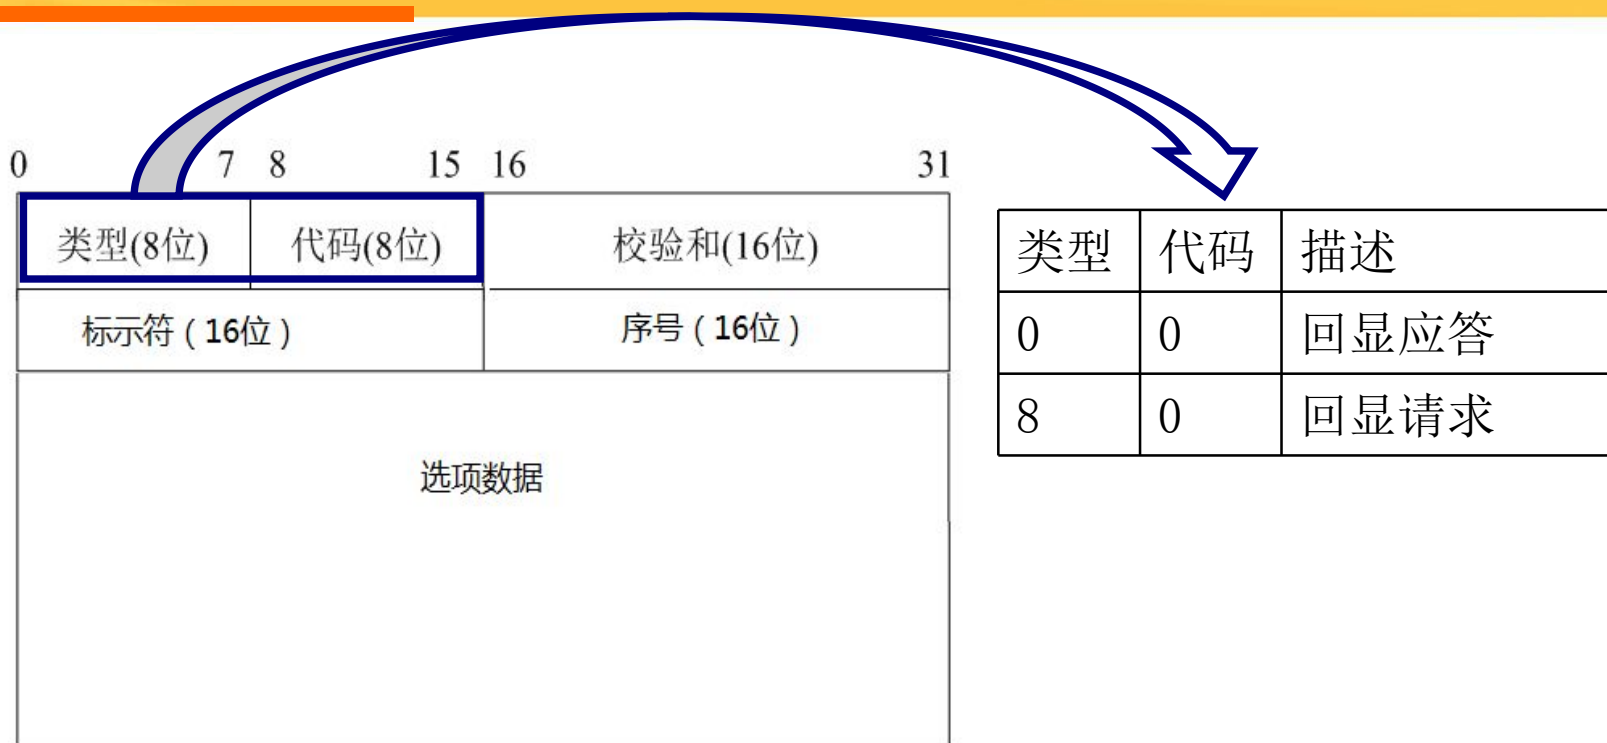 0 7 8 15 16 31
类型(8位) 代码(8位) 校验和(16位)
标示符（16位） 序号（16位）
选项数据
类型 代码 描述
0 0 回显应答
8 0 回显请求